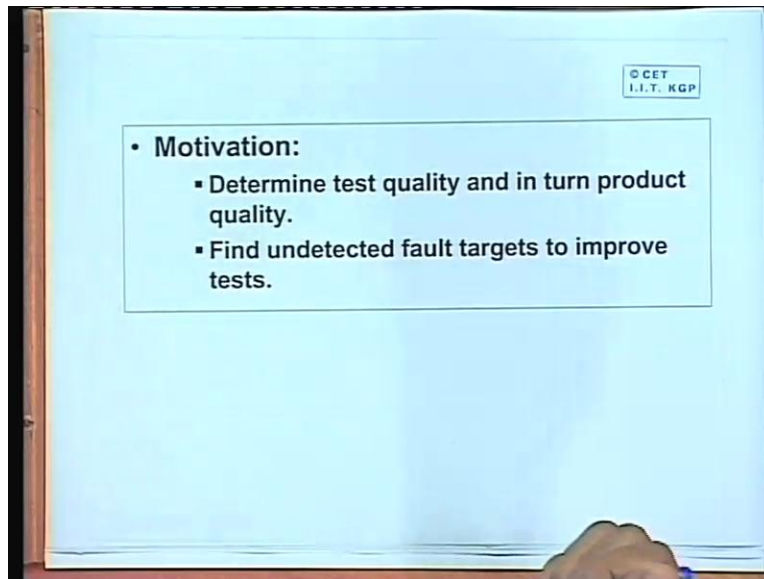 © CET
I.I.T. KGP
• Motivation:
▪ Determine test quality and in turn product
quality.
▪ Find undetected fault targets to improve
tests.